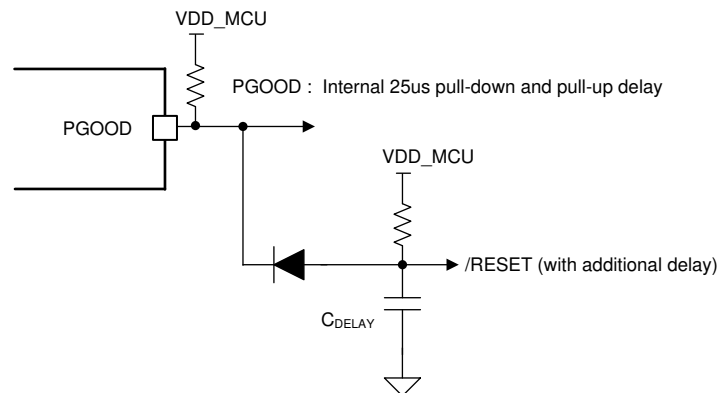 VDD_MCU
PGOOD : Internal 25us pull-down and pull-up delay
PGOOD
VDD_MCU
/RESET (with additional delay)
CDELAY